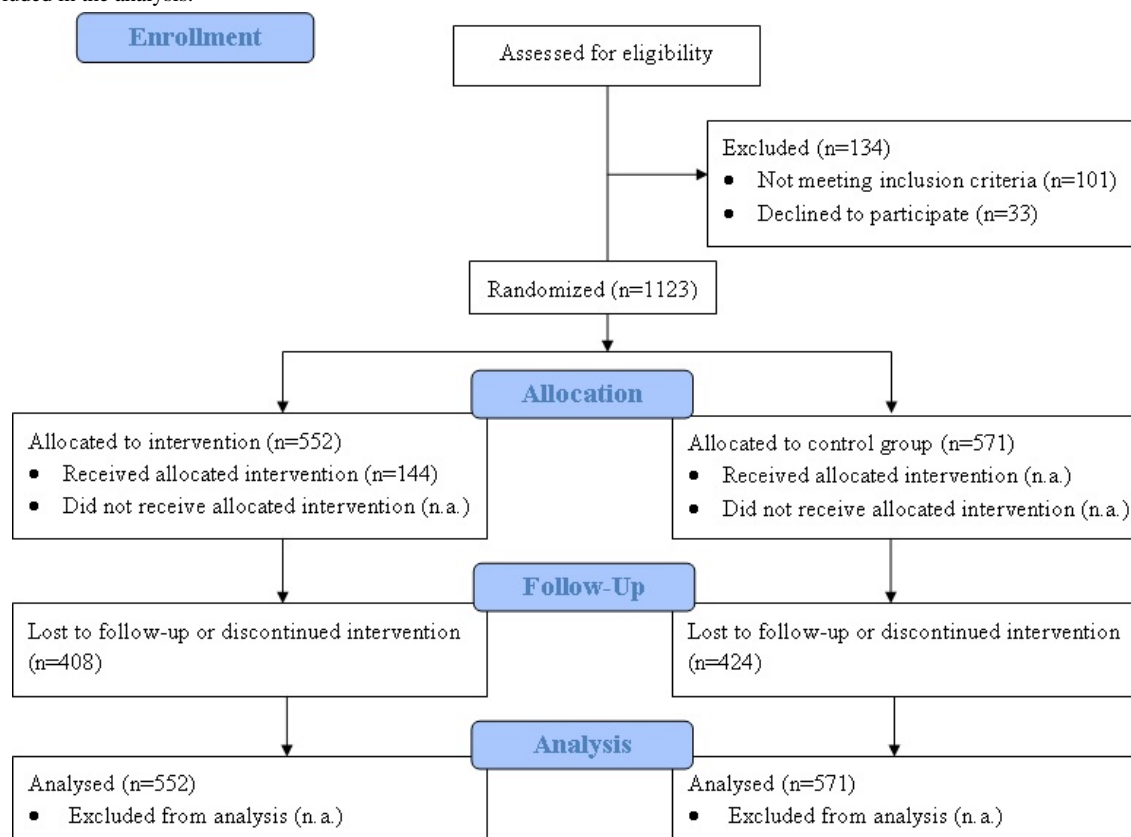 in the analysis.
Enrollment
Assessed for eligibility
Excluded (n=134)
• Not meeting inclusion criteria (n=101)
• Declined to participate (n=33)
Randomized (n=1123)
Allocation
Allocated to intervention (n=552)
• Received allocated intervention (n=144)
• Did not receive allocated intervention (n.a.)
Allocated to control group (n=571)
• Received allocated intervention (n.a.)
• Did not receive allocated intervention (n.a.)
Follow-Up
Lost to follow-up or discontinued intervention
(n=408)
Lost to follow-up or discontinued intervention
(n=424)
Analysis
Analysed (n=552)
• Excluded from analysis (n.a.)
Analysed (n=571)
• Excluded from analysis (n.a.)